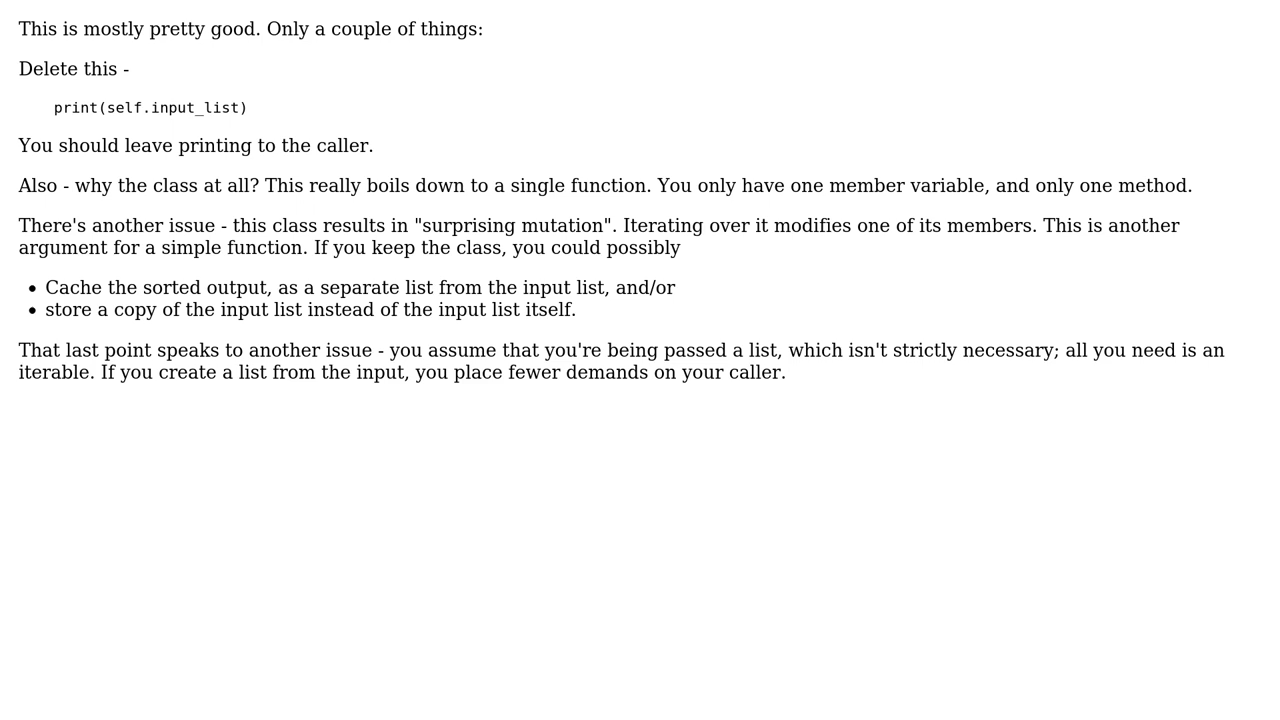 This is mostly pretty good. Only a couple of things:
Delete this -
print(self.input_list)
You should leave printing to the caller.
Also - why the class at all? This really boils down to a single function. You only have one member variable, and only one method.
There's another issue - this class results in "surprising mutation". Iterating over it modifies one of its members. This is another
argument for a simple function. If you keep the class, you could possibly
• Cache the sorted output, as a separate list from the input list, and/or
• store a copy of the input list instead of the input list itself.
That last point speaks to another issue - you assume that you're being passed a list, which isn't strictly necessary; all you need is an
iterable. If you create a list from the input, you place fewer demands on your caller.